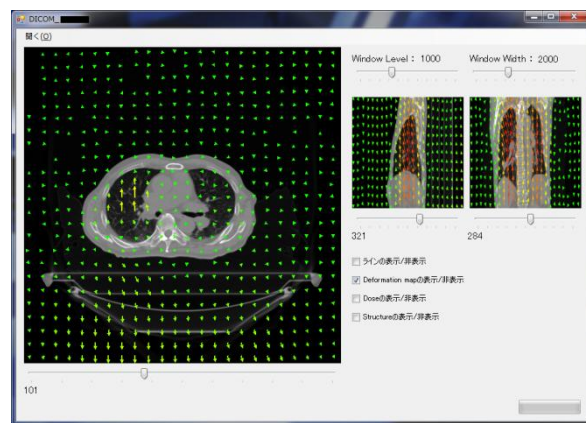 DICOM_
開く(O)
Window Level： 1000
Window Width： 2000
321
284
ラインの表示/非表示
Deformation mapの表示/非表示
Doseの表示/非表示
Structureの表示/非表示
101